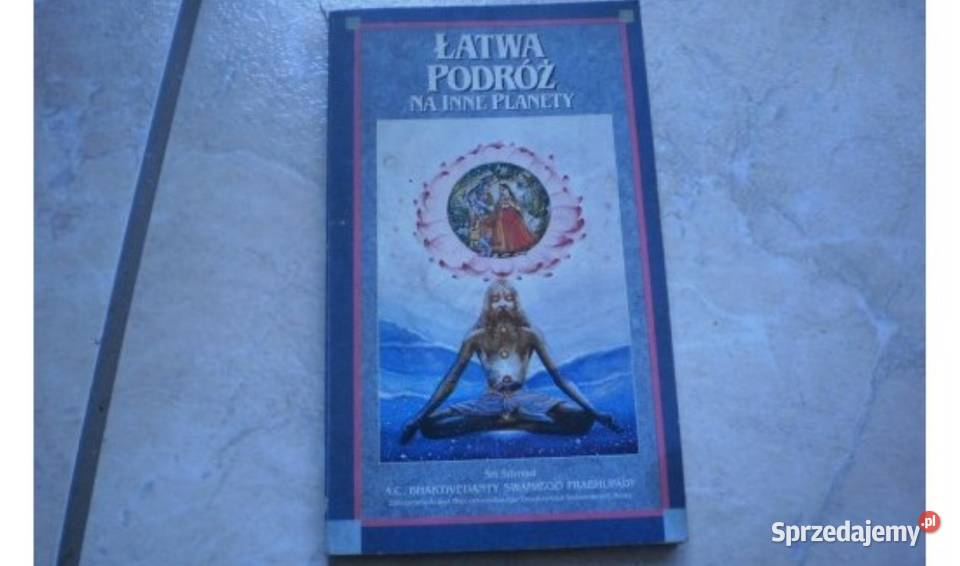 ŁATWA
PODRÓŻ
NA INNE PLANETY
Śri Śrimad
A.C. BHAKTIVEDANTY SWAMIEGO PRABHUPADY
Sprzedajemy.pl